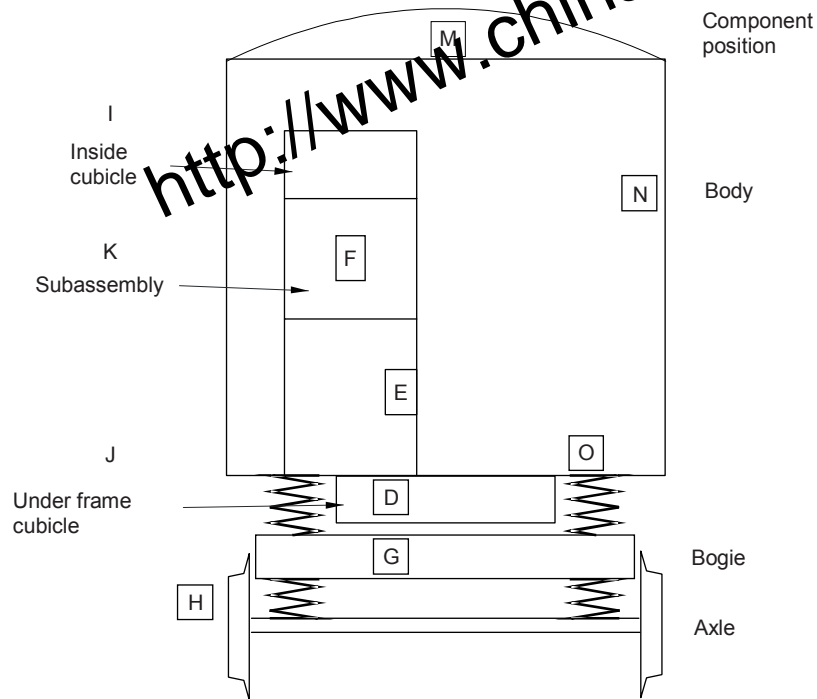 http://www.chin
Component
position
M
I
Inside
cubicle
N
Body
K
Subassembly
F
E
J
O
Under frame
cubicle
D
G
Bogie
H
Axle